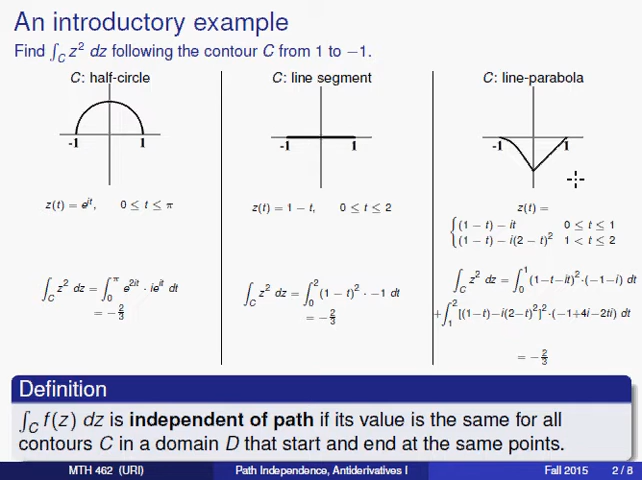 An introductory example
Find ∫_C z² dz following the contour C from 1 to −1.
C: half-circle
-1 1
z(t) = e^{it}, 0 ≤ t ≤ π
∫_C z² dz = ∫_0^π e^{2it} · ie^{it} dt
= −2/3
C: line segment
-1 1
z(t) = 1 − t, 0 ≤ t ≤ 2
∫_C z² dz = ∫_0^2 (1 − t)² · −1 dt
= −2/3
C: line-parabola
-1 1
z(t) =
{(1 − t) − it 0 ≤ t ≤ 1
(1 − t) − i(2 − t)² 1 < t ≤ 2
∫_C z² dz = ∫_0^1 (1−t−it)²·(−1−i) dt
+∫_1^2 [(1−t)−i(2−t)²]²·(−1+4i−2ti) dt
= −2/3
Definition
∫_C f(z) dz is independent of path if its value is the same for all
contours C in a domain D that start and end at the same points.
MTH 462 (URI) Path Independence, Antiderivatives I Fall 2015 2 / 8